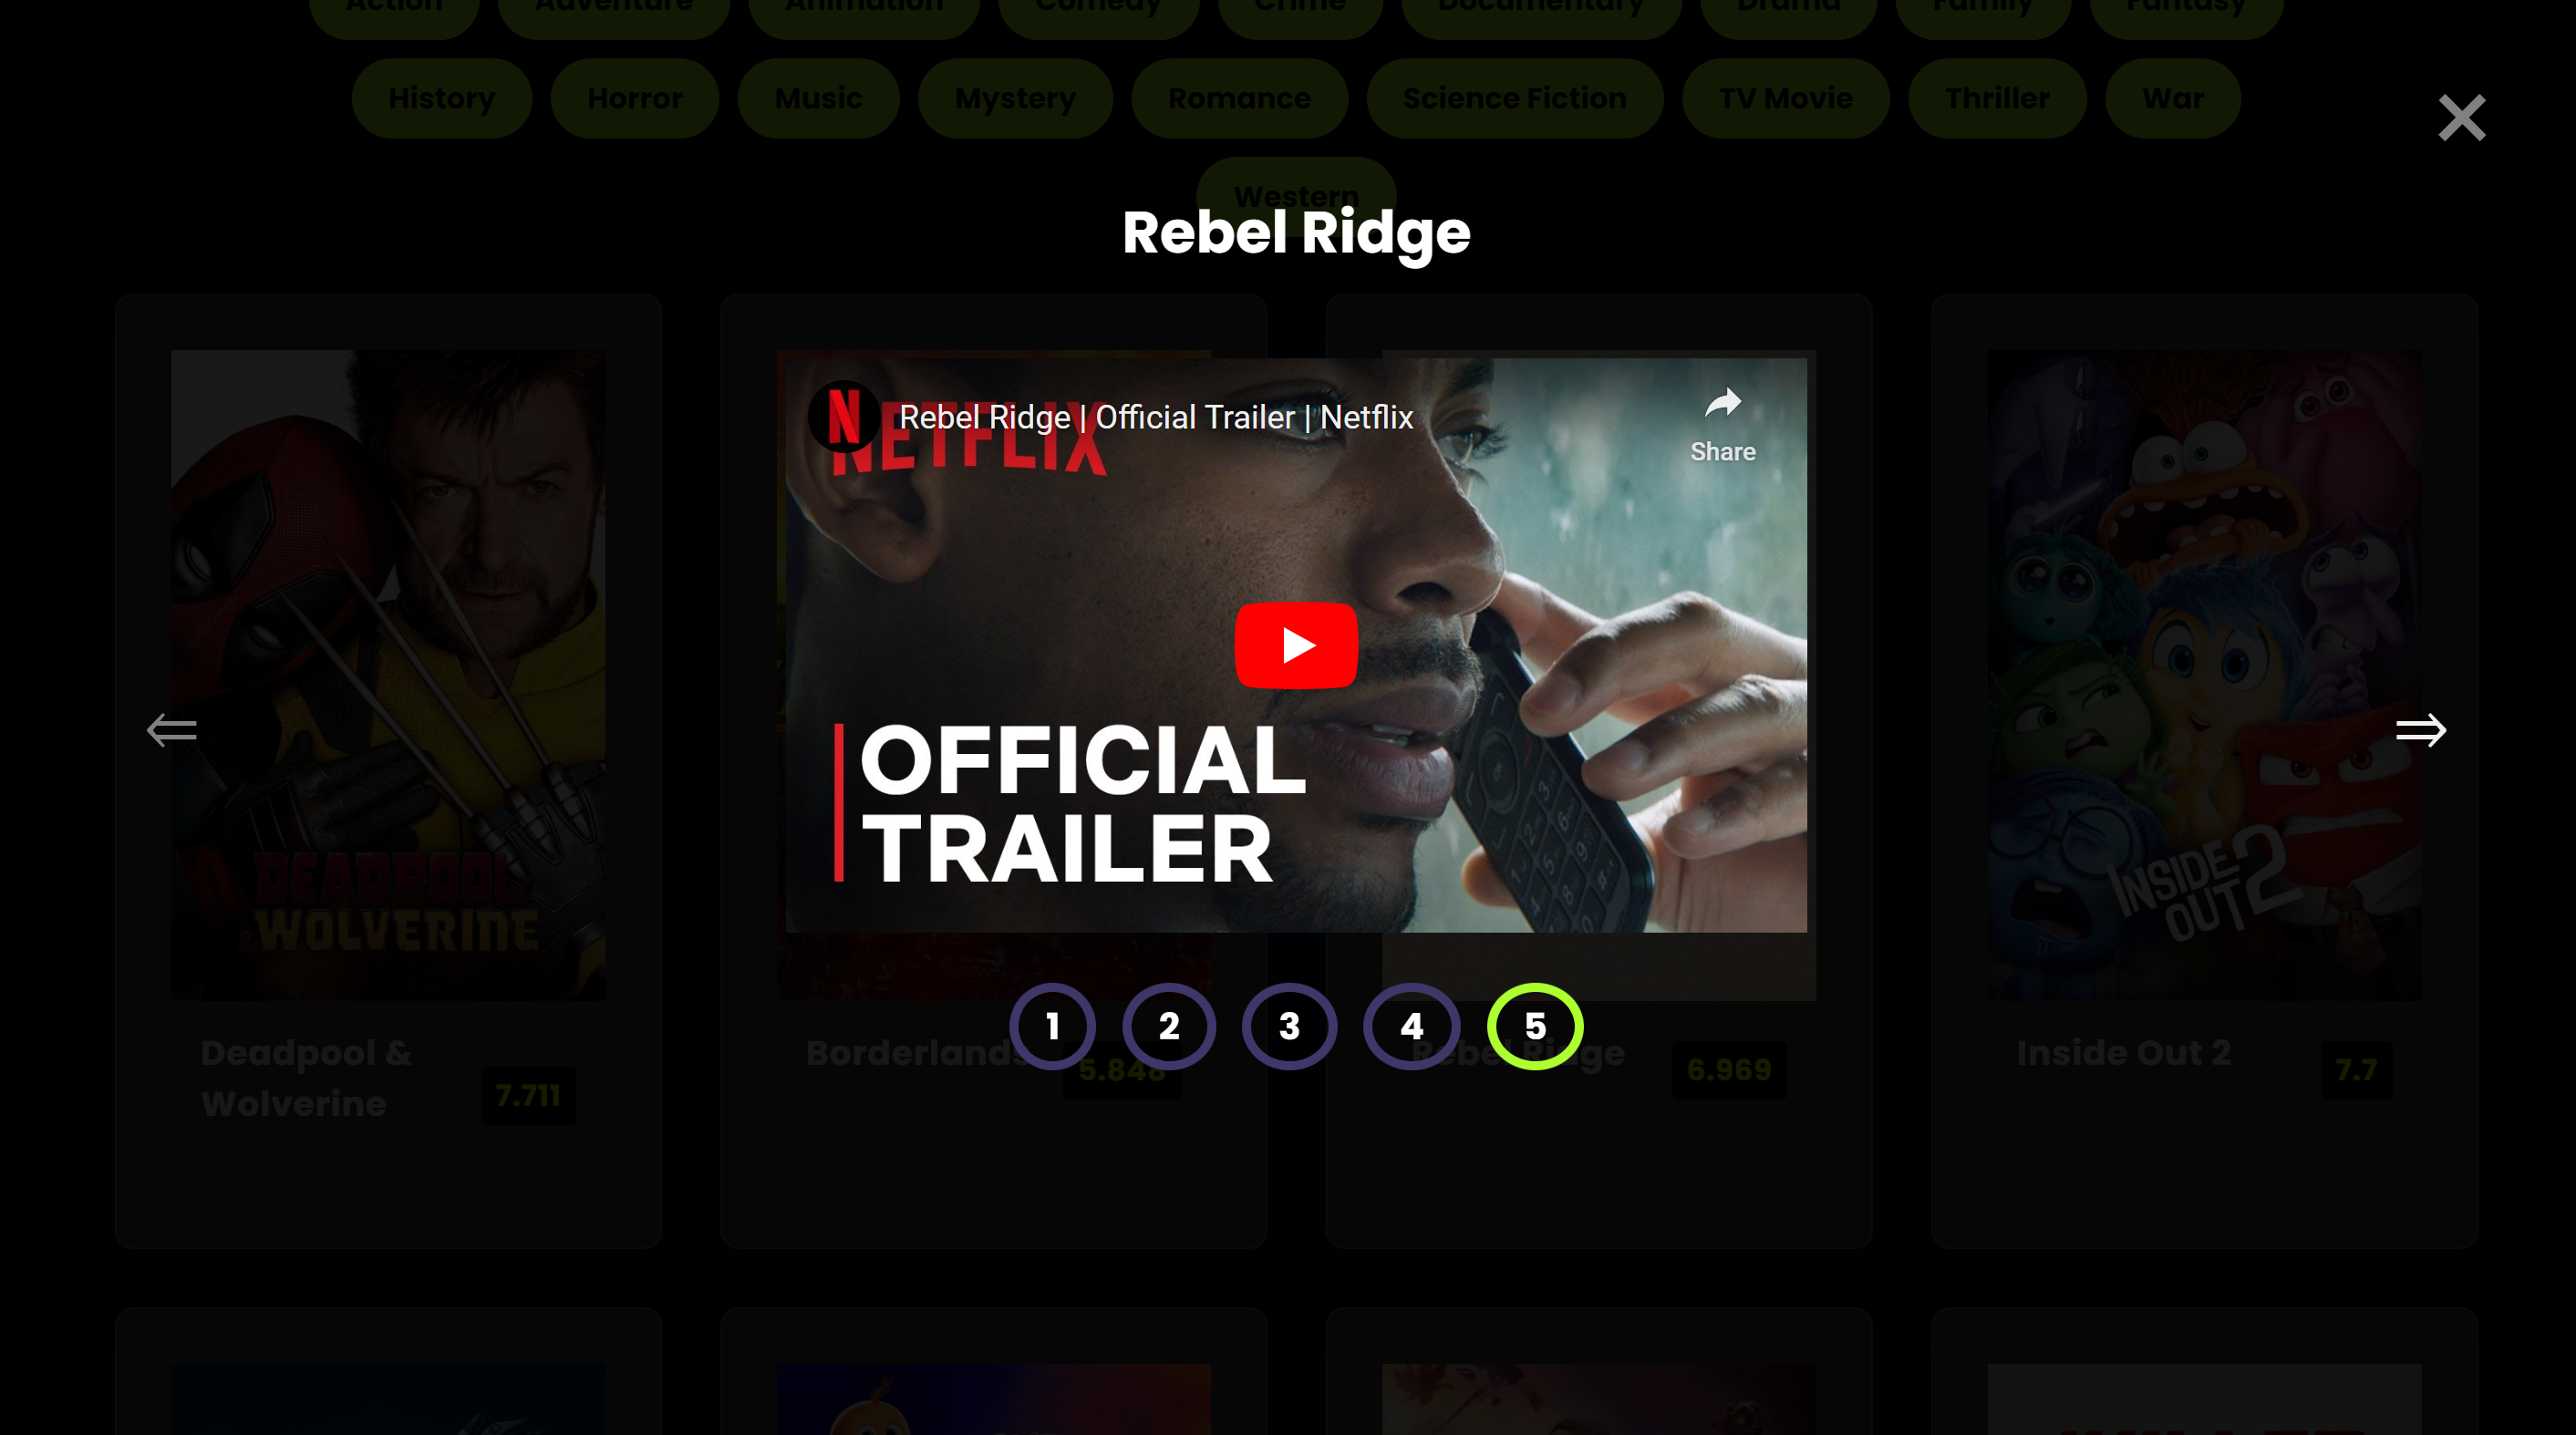 Action Adventure Animation Comedy Crime Documentary Drama Family Fantasy
History Horror Music Mystery Romance Science Fiction TV Movie Thriller War
Western
Rebel Ridge
NETFLIX
Rebel Ridge | Official Trailer | Netflix
Share
OFFICIAL
TRAILER
DEADPOOL
& WOLVERINE
INSIDE
OUT 2
1 2 3 4 5
Deadpool &
Wolverine
7.711
Borderlands
5.848
Rebel Ridge
6.969
Inside Out 2
7.7